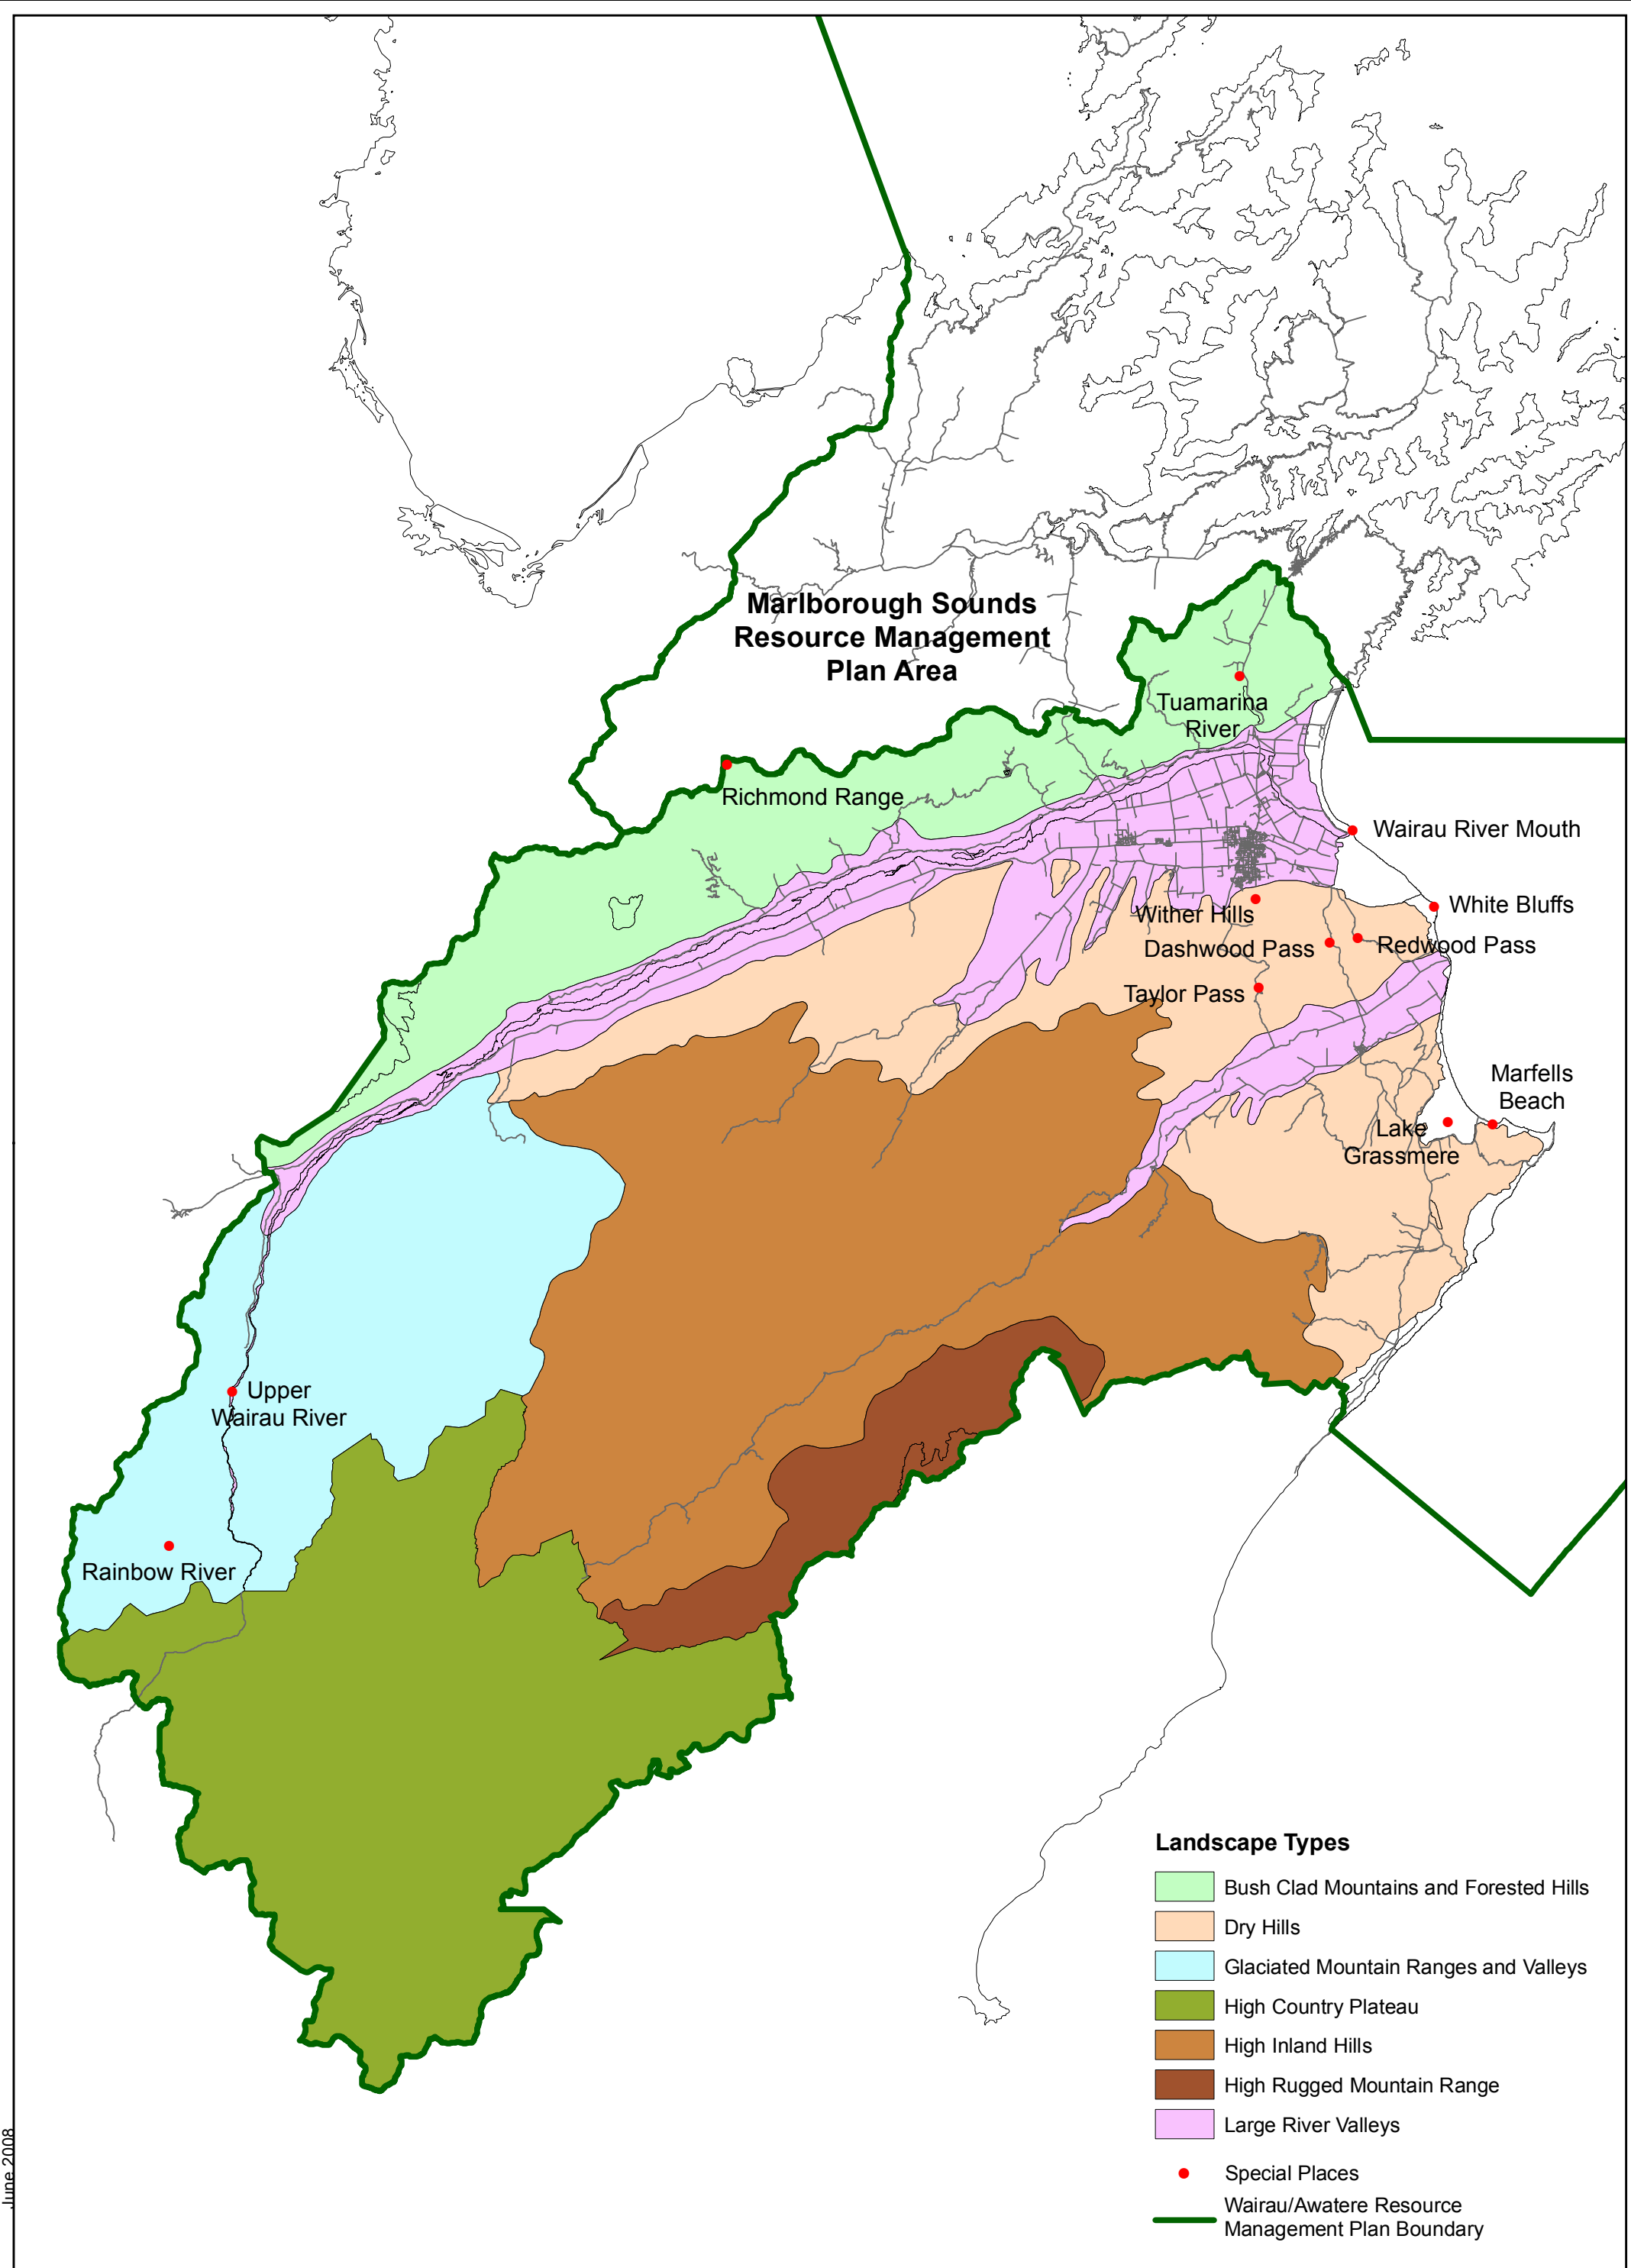 Marlborough Sounds
Resource Management
Plan Area
Tuamarina
River
Richmond Range
Wairau River Mouth
White Bluffs
Wither Hills
Dashwood Pass
Redwood Pass
Taylor Pass
Marfells
Beach
Lake
Grassmere
Upper
Wairau River
Rainbow River
Landscape Types
Bush Clad Mountains and Forested Hills
Dry Hills
Glaciated Mountain Ranges and Valleys
High Country Plateau
High Inland Hills
High Rugged Mountain Range
Large River Valleys
Special Places
Wairau/Awatere Resource
Management Plan Boundary
June 2008